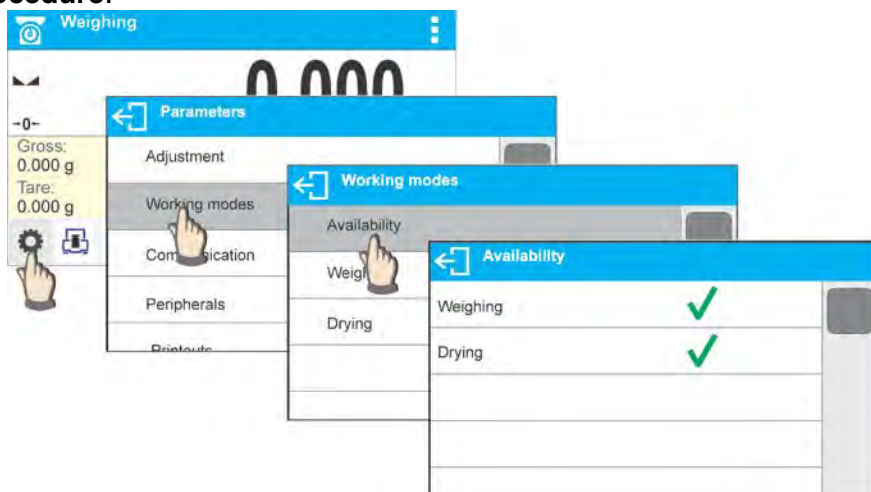 ocedure:
Weighing
0.000
→0←
Parameters
Gross:
0.000 g
Tare:
0.000 g
Adjustment
Working modes
Peripherals
Working modes
Availability
Drying
Availability
Weighing
Drying